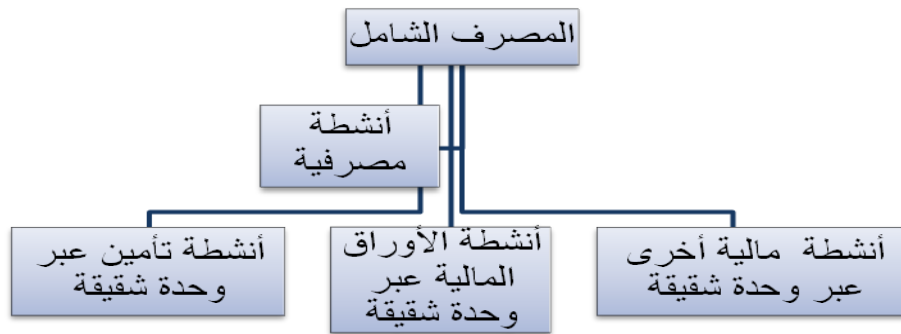 المصرف الشامل
أنشطة
مصرفية
أنشطة مالية أخرى
عبر وحدة شقيقة
أنشطة الأوراق
المالية عبر
وحدة شقيقة
أنشطة تأمين عبر
وحدة شقيقة